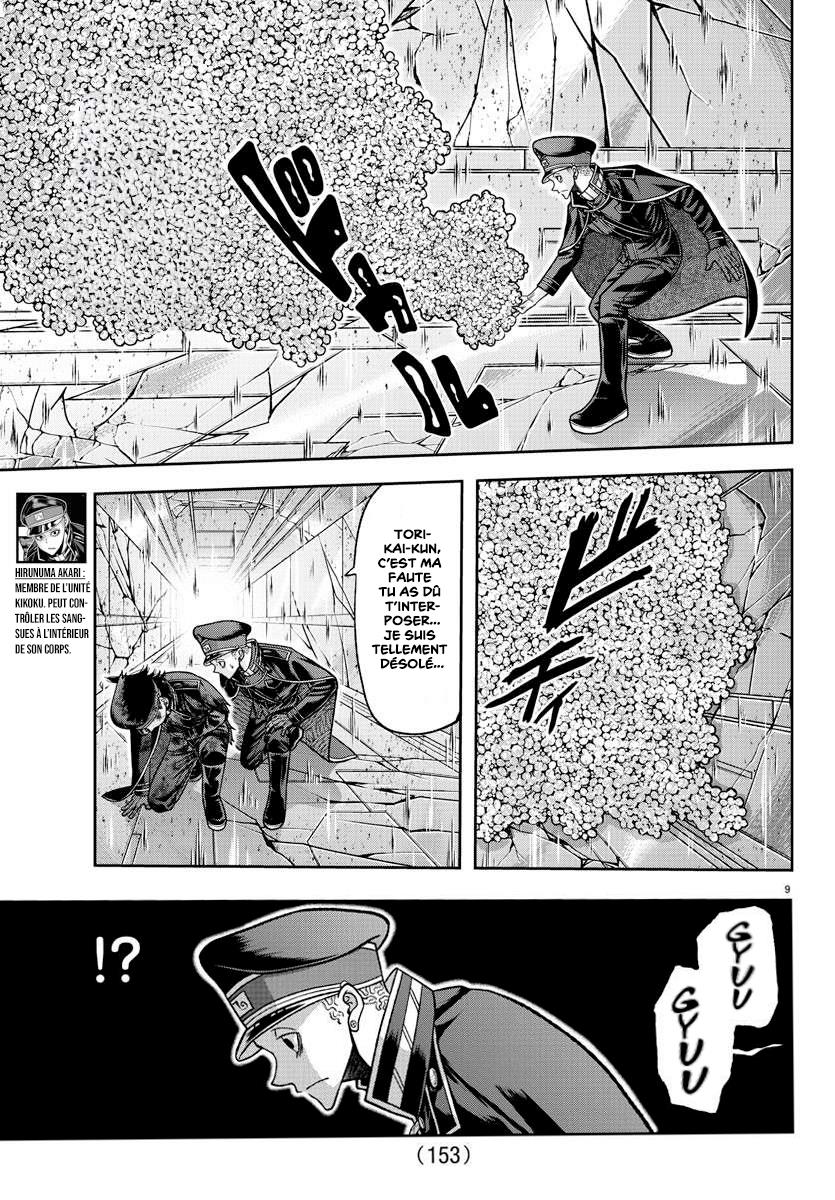 TORI-
KAI-KUN,
C'EST MA
FAUTE
TU AS DÛ
T'INTER-
POSER...
JE SUIS
TELLEMENT
DÉSOLÉ...
HIRUNUMA AKARI :
MEMBRE DE L'UNITÉ
KIKOKU. PEUT CON-
TRÔLER LES SANG-
SUES À L'INTÉRIEUR
DE SON CORPS.
9
GYUU
GYUU
!?
(153)